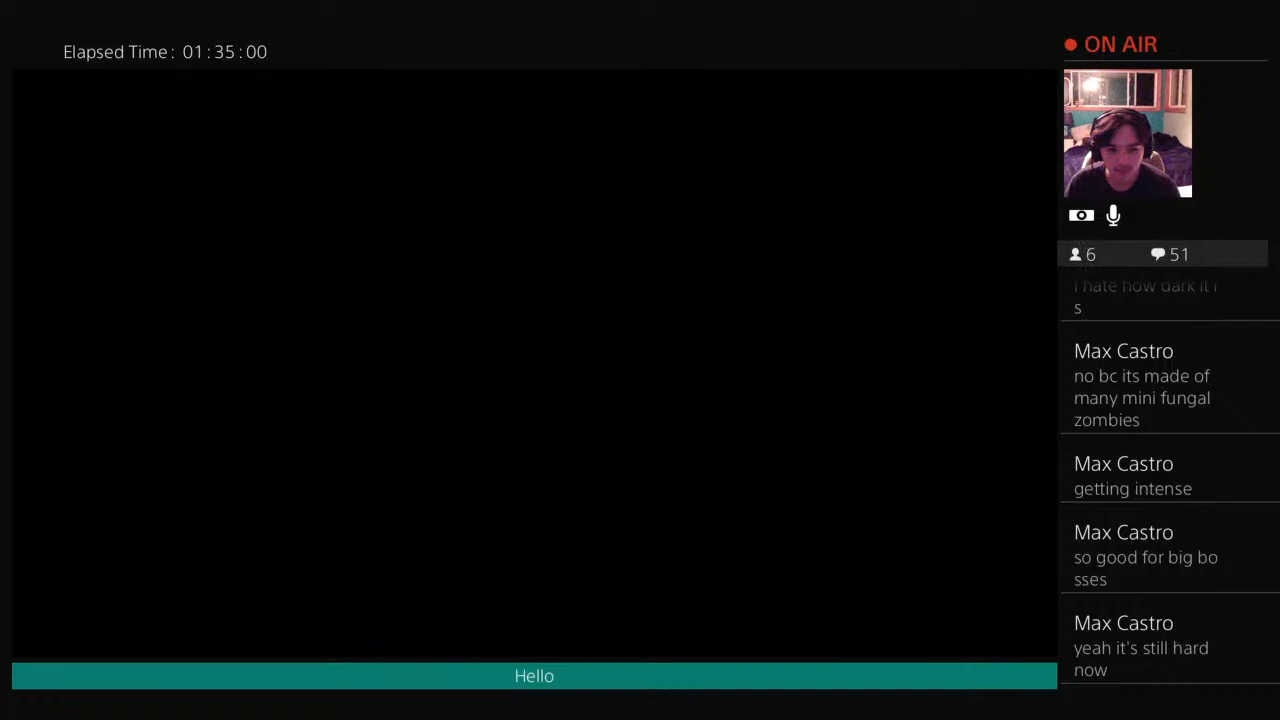 Elapsed Time: 01:35:00
ON AIR
6 51
I hate how dark it i
s
Max Castro
no bc its made of
many mini fungal
zombies
Max Castro
getting intense
Max Castro
so good for big bo
sses
Max Castro
yeah it's still hard
now
Hello